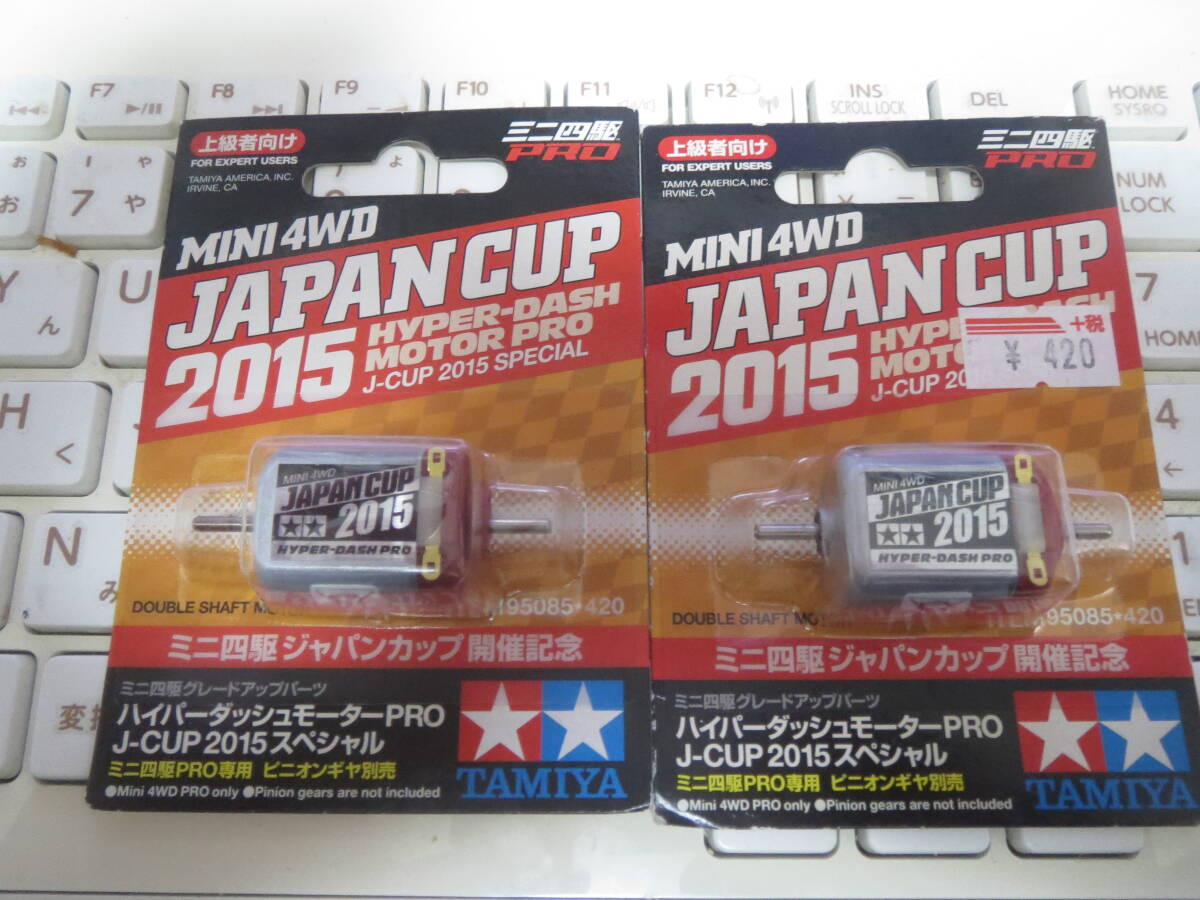 F7
F8
F9
F10
F11
F12
INS
SCROLL LOCK
DEL
HOME
SYSRQ
NUM
LOCK
7
HOME
4
7
や
お
Y
ん
U
H
く
N
み
変換
上級者向け
FOR EXPERT USERS
TAMIYA AMERICA, INC.
IRVINE, CA
ミニ四駆
PRO
MINI 4WD
JAPAN CUP
2015
HYPER-DASH
MOTOR PRO
J-CUP 2015 SPECIAL
MINI 4WD
JAPAN CUP
2015
HYPER-DASH PRO
DOUBLE SHAFT
95085★420
ミニ四駆ジャパンカップ開催記念
ミニ四駆グレードアップパーツ
ハイパーダッシュモーターPRO
J-CUP 2015スペシャル
ミニ四駆PRO専用 ピニオンギヤ別売
●Mini 4WD PRO only ●Pinion gears are not included
TAMIYA
上級者向け
FOR EXPERT USERS
TAMIYA AMERICA, INC.
IRVINE, CA
ミニ四駆
PRO
MINI 4WD
JAPAN CUP
2015
+税
¥ 420
J-CUP
MINI 4WD
JAPAN CUP
2015
HYPER-DASH PRO
DOUBLE SHAFT
95085★420
ミニ四駆ジャパンカップ開催記念
ミニ四駆グレードアップパーツ
ハイパーダッシュモーターPRO
J-CUP 2015スペシャル
ミニ四駆PRO専用 ピニオンギヤ別売
●Mini 4WD PRO only ●Pinion gears are not included
TAMIYA